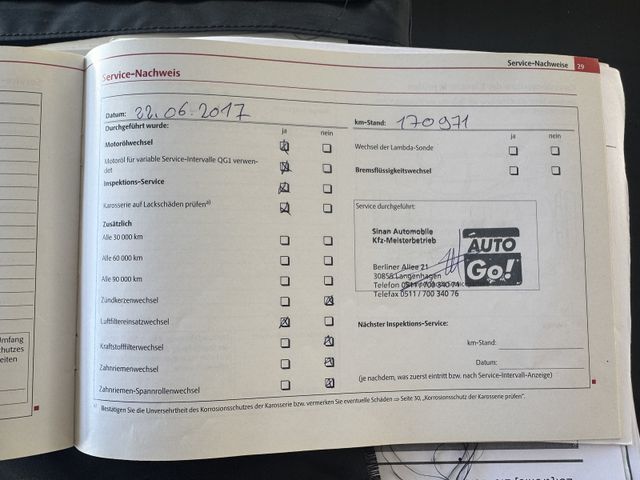 Service-Nachweise 29
Service-Nachweis
Datum: 22.06.2017
km-Stand: 170971
Durchgeführt wurde: ja nein
ja nein
Motorölwechsel
Wechsel der Lambda-Sonde
Motoröl für variable Service-Intervalle QG1 verwen-
det
Bremsflüssigkeitswechsel
Inspektions-Service
Karosserie auf Lackschäden prüfen a)
Service durchgeführt:
Zusätzlich
Sinan Automobile
Kfz-Meisterbetrieb
AUTO
Go!
Alle 30 000 km
Alle 60 000 km
Berliner Allee 21
30855 Langenhagen
Telefon 0511 / 700 340 74
Telefax 0511 / 700 340 76
Alle 90 000 km
Zündkerzenwechsel
Luftfiltereinsatzwechsel
Nächster Inspektions-Service:
Kraftstofffilterwechsel
km-Stand:
Zahnriemenwechsel
Datum:
(je nachdem, was zuerst eintritt bzw. nach Service-Intervall-Anzeige)
Zahnriemen-Spannrollenwechsel
a) Bestätigen Sie die Unversehrtheit des Korrosionsschutzes der Karosserie bzw. vermerken Sie eventuelle Schäden ⇒ Seite 30, „Korrosionsschutz der Karosserie prüfen".
mfang
chutzes
eiten